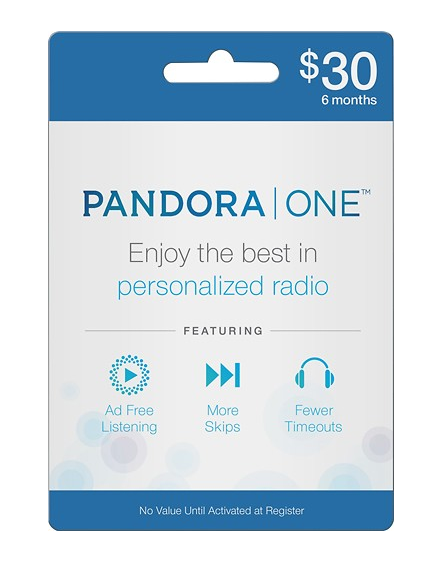 $30
6 months
PANDORA | ONE™
Enjoy the best in
personalized radio
FEATURING
Ad Free
Listening
More
Skips
Fewer
Timeouts
No Value Until Activated at Register